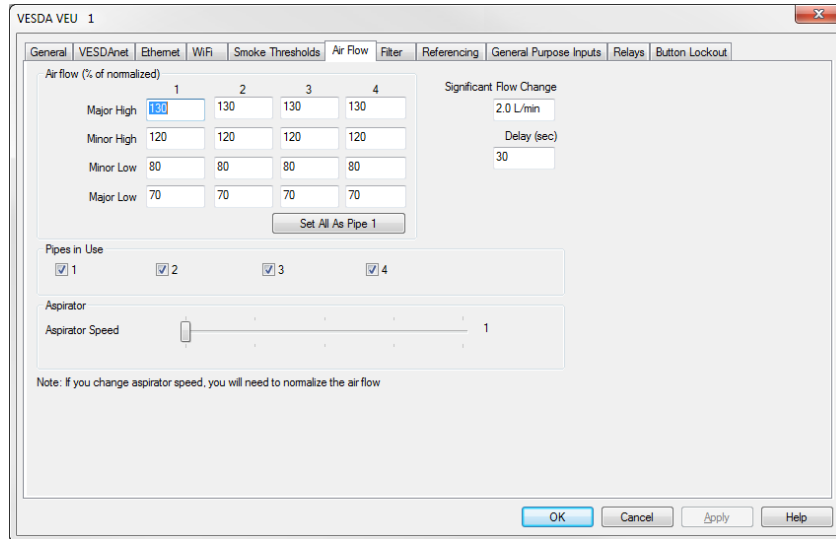 VESDA VEU 1
General VESDAnet Ethernet WiFi Smoke Thresholds Air Flow Filter Referencing General Purpose Inputs Relays Button Lockout
Air flow (% of normalized)
1 2 3 4
Major High 130 130 130 130
Minor High 120 120 120 120
Minor Low 80 80 80 80
Major Low 70 70 70 70
Set All As Pipe 1
Significant Flow Change
2.0 L/min
Delay (sec)
30
Pipes in Use
1 2 3 4
Aspirator
Aspirator Speed 1
Note: If you change aspirator speed, you will need to normalize the air flow
OK Cancel Apply Help